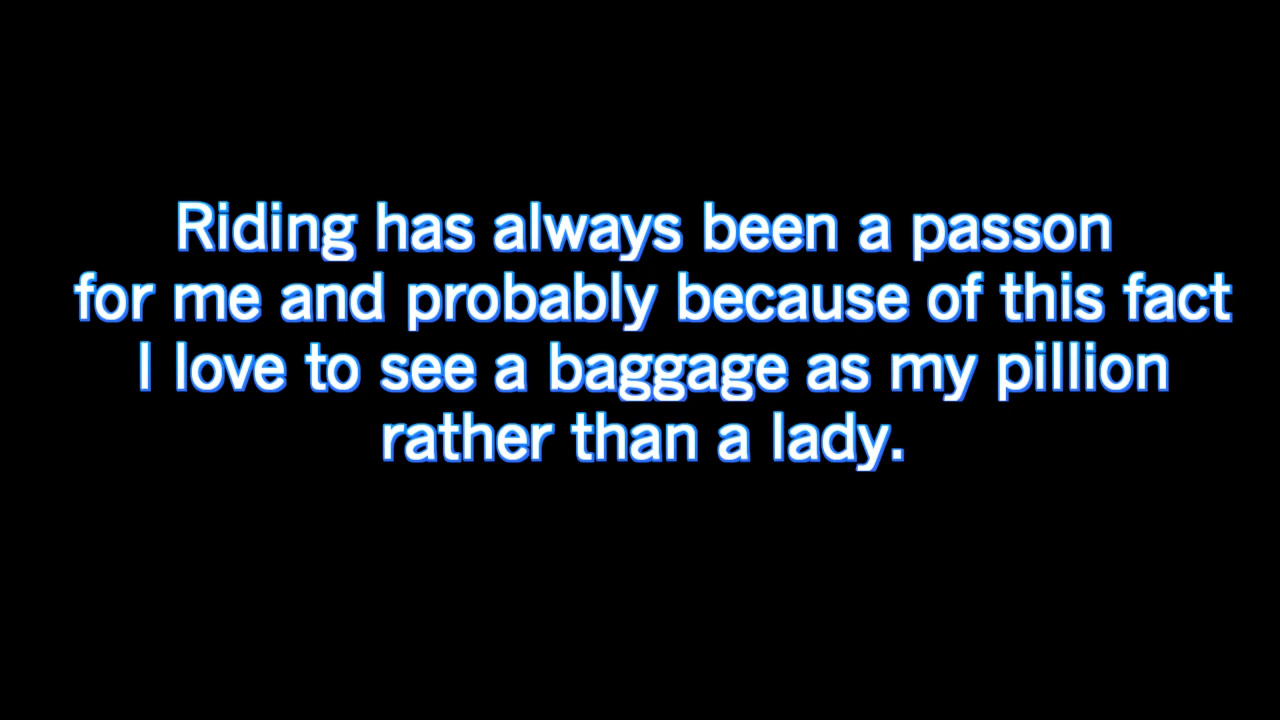 Riding has always been a passon
for me and probably because of this fact
I love to see a baggage as my pillion
rather than a lady.